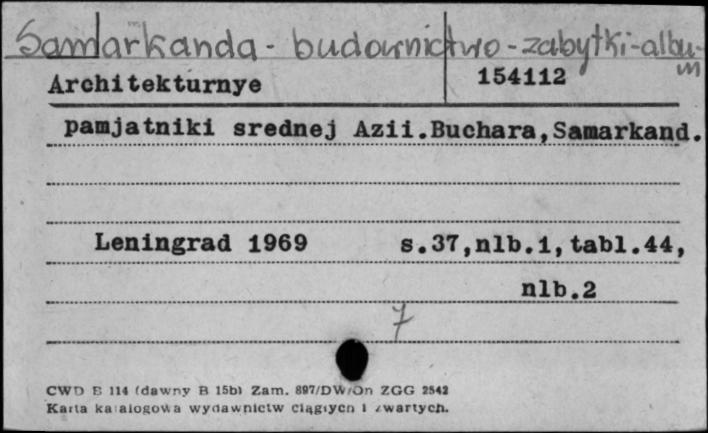 Samarkanda - budownictwo - zabytki - album
Architekturnye 154112
pamjatniki srednej Azii.Buchara,Samarkand.
Leningrad 1969 s.37,nlb.1,tabl.44,
nlb.2
7
CWD B 114 (dawny B 15b) Zam. 897/DW/On ZGG 2542
Karta katalogowa wydawnictw ciągłych i zwartych.